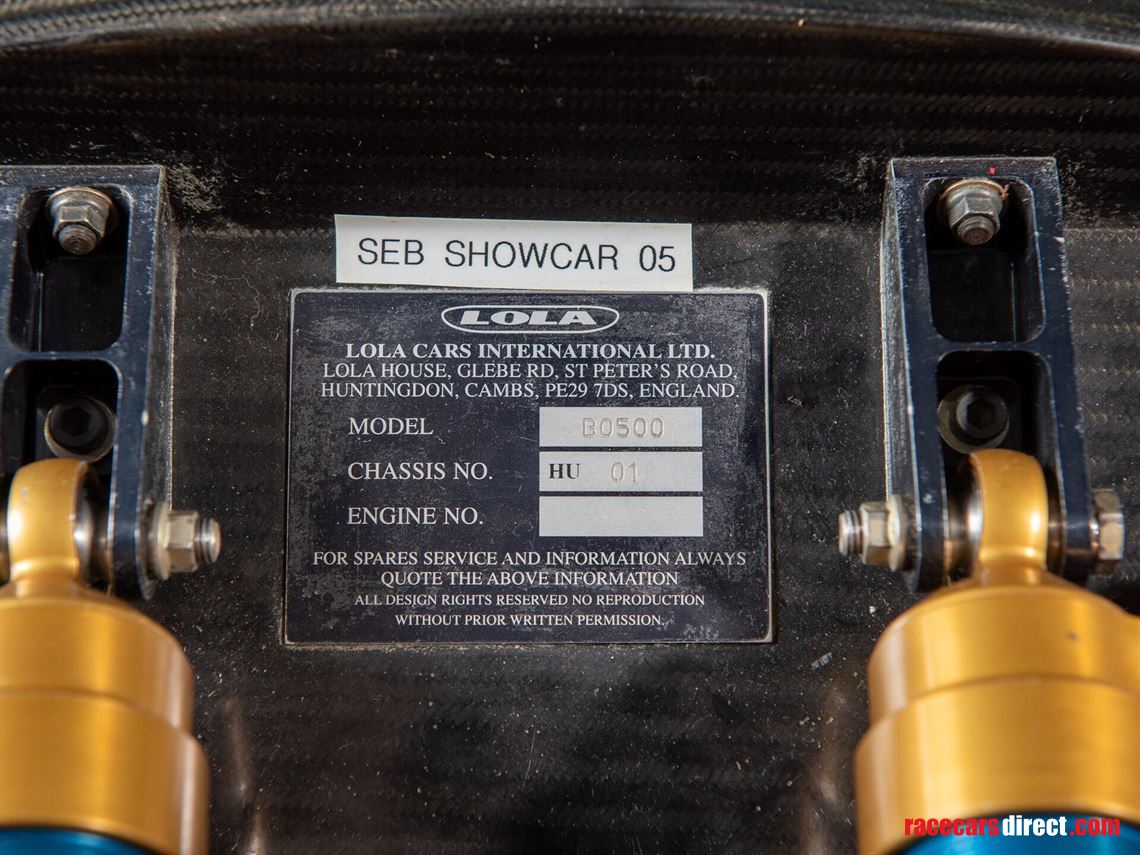 SEB SHOWCAR 05
LOLA
LOLA CARS INTERNATIONAL LTD.
LOLA HOUSE, GLEBE RD, ST PETER'S ROAD,
HUNTINGDON, CAMBS, PE29 7DS, ENGLAND.
MODEL B0500
CHASSIS NO. HU 01
ENGINE NO.
FOR SPARES SERVICE AND INFORMATION ALWAYS
QUOTE THE ABOVE INFORMATION
ALL DESIGN RIGHTS RESERVED NO REPRODUCTION
WITHOUT PRIOR WRITTEN PERMISSION.
racecarsdirect.com